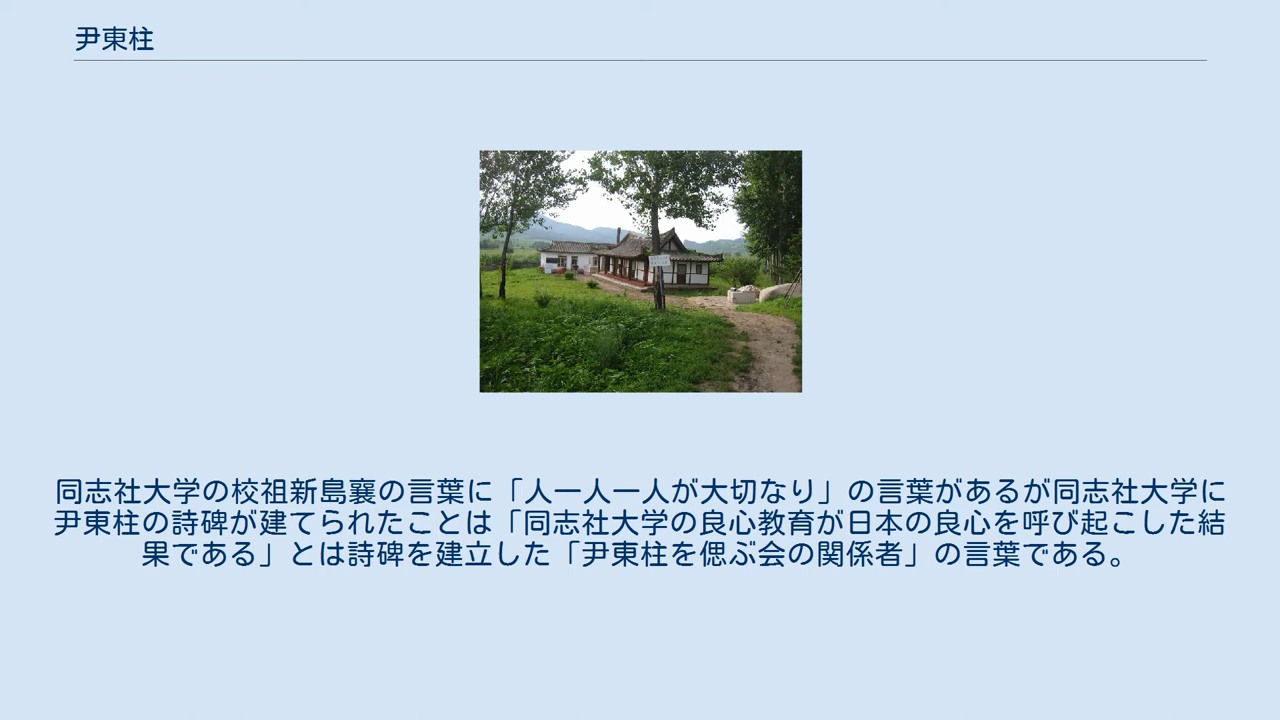 尹東柱
同志社大学の校祖新島襄の言葉に「人一人一人が大切なり」の言葉があるが同志社大学に
尹東柱の詩碑が建てられたことは「同志社大学の良心教育が日本の良心を呼び起こした結
果である」とは詩碑を建立した「尹東柱を偲ぶ会の関係者」の言葉である。